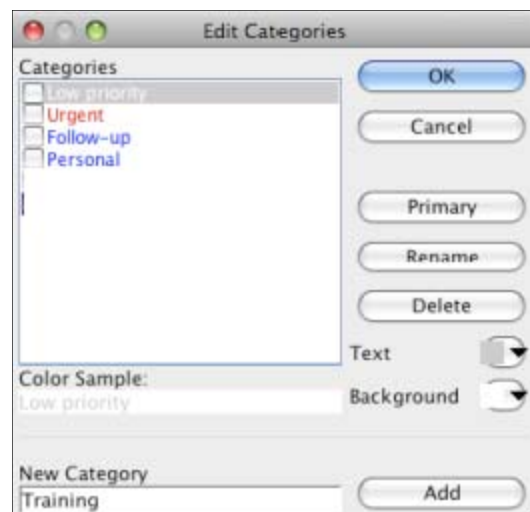 Edit Categories
Categories
Low priority
Urgent
Follow-up
Personal
OK
Cancel
Primary
Rename
Delete
Text
Background
Color Sample:
Low priority
New Category
Training
Add